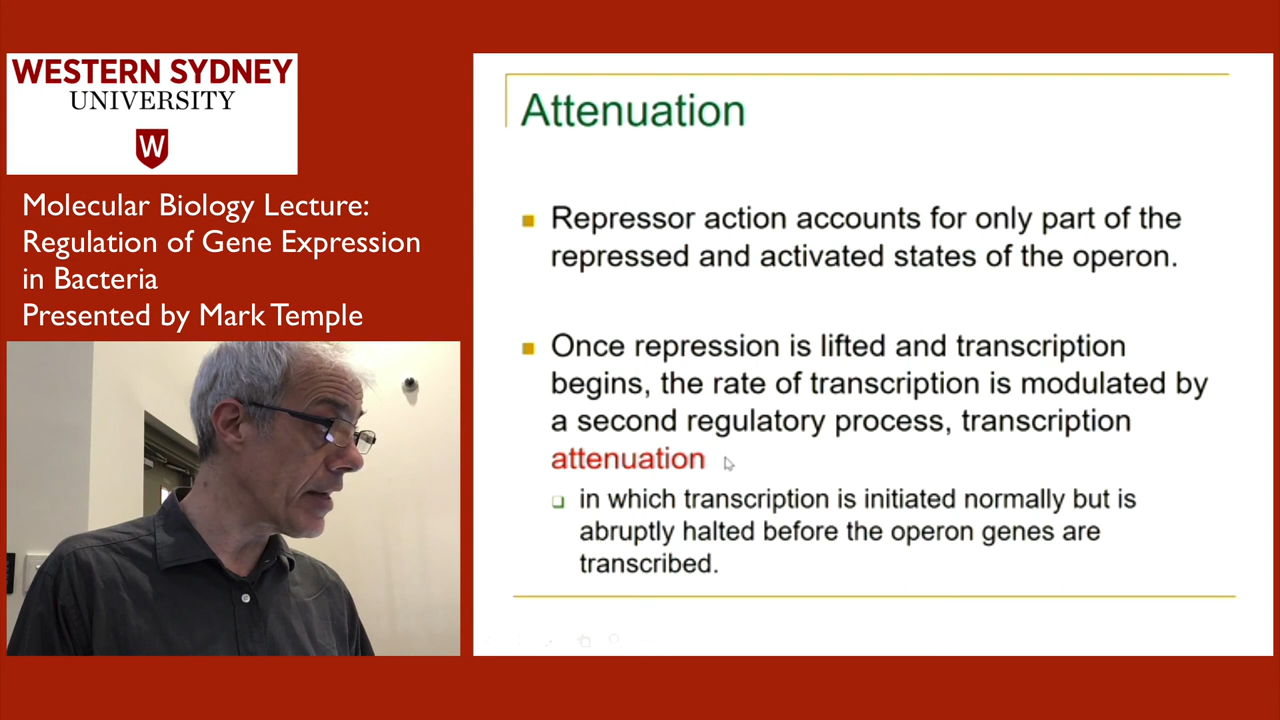 WESTERN SYDNEY
UNIVERSITY
W
Molecular Biology Lecture:
Regulation of Gene Expression
in Bacteria
Presented by Mark Temple
Attenuation
Repressor action accounts for only part of the
repressed and activated states of the operon.
Once repression is lifted and transcription
begins, the rate of transcription is modulated by
a second regulatory process, transcription
attenuation
in which transcription is initiated normally but is
abruptly halted before the operon genes are
transcribed.